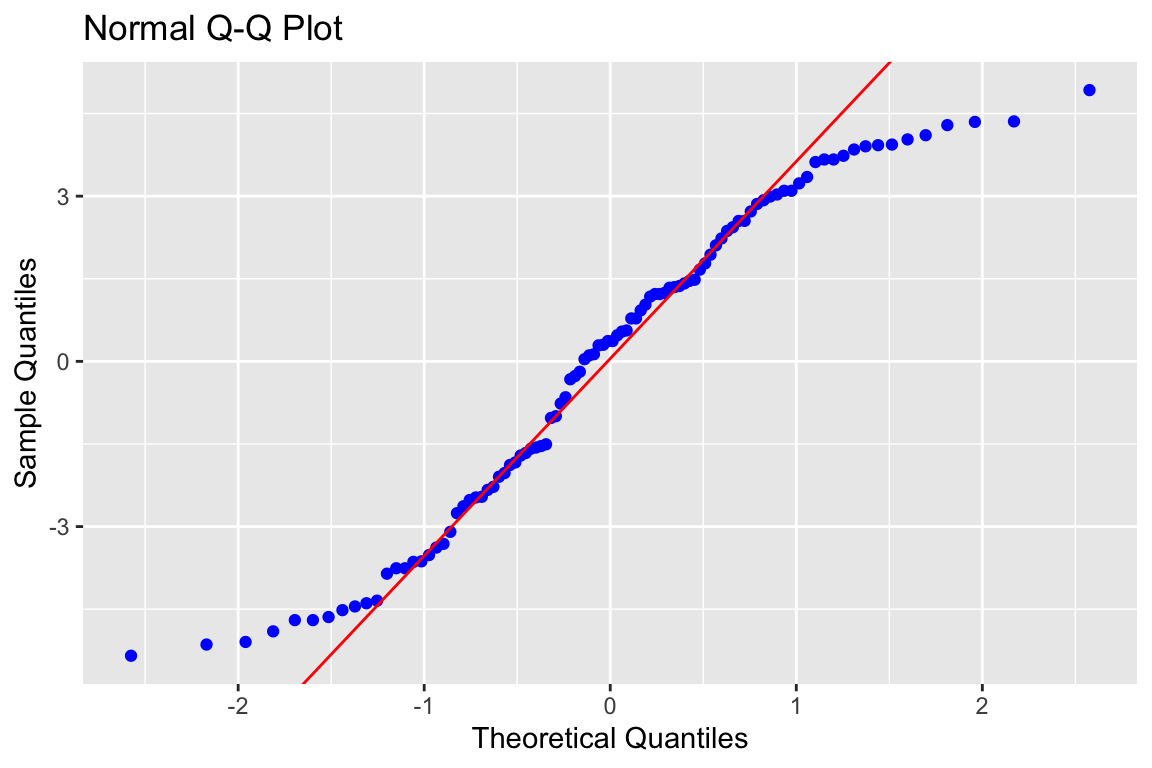 Normal Q-Q Plot
Sample Quantiles
3
0
-3
-2
-1
0
1
2
Theoretical Quantiles